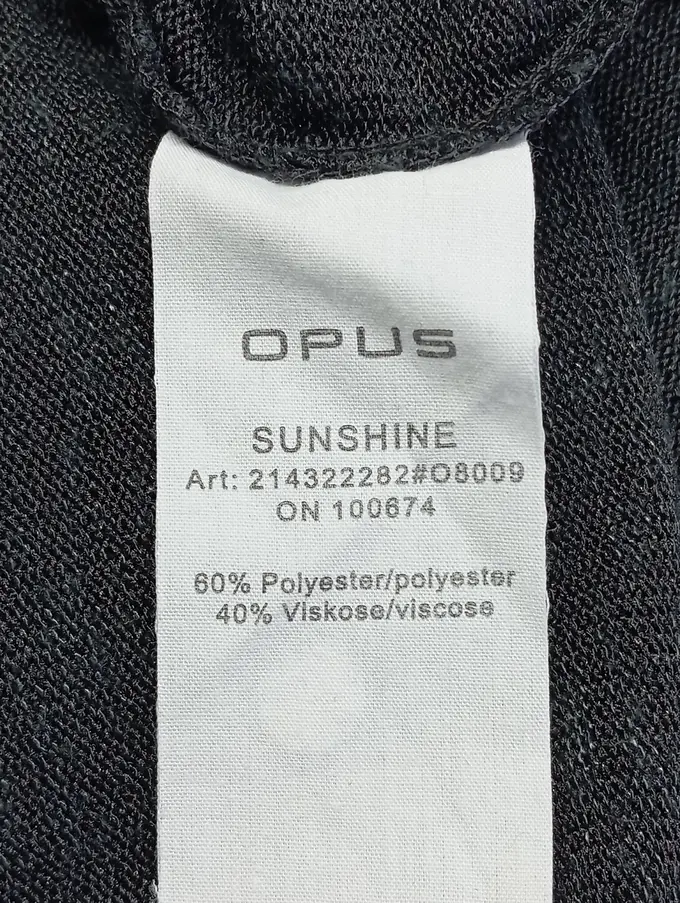 OPUS
SUNSHINE
Art: 214322282#O8009
ON 100674
60% Polyester/polyester
40% Viskose/viscose